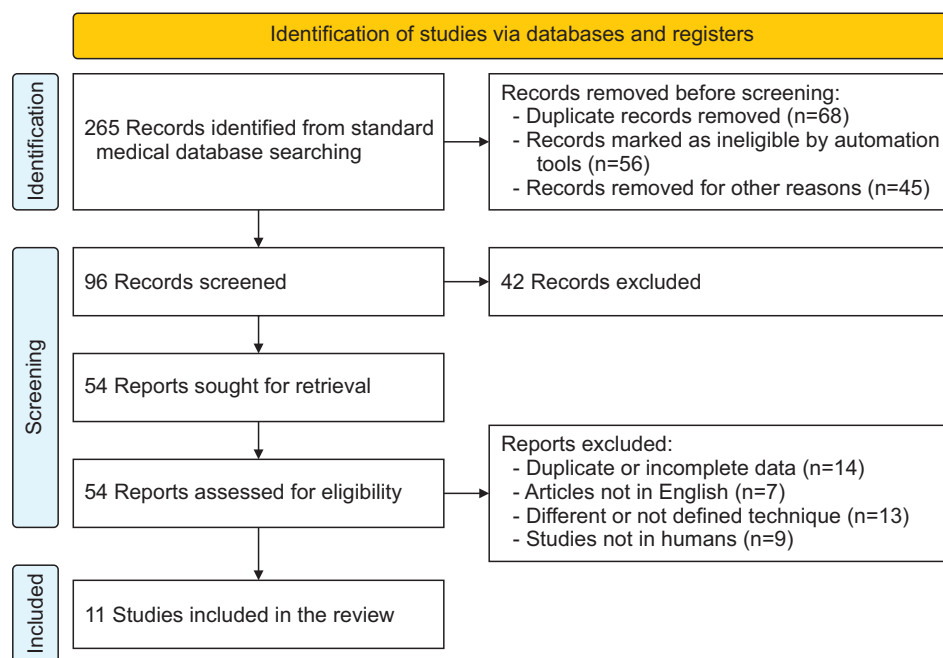 Identification of studies via databases and registers
Identification
265 Records identified from standard
medical database searching
Records removed before screening:
- Duplicate records removed (n=68)
- Records marked as ineligible by automation
tools (n=56)
- Records removed for other reasons (n=45)
Screening
96 Records screened
42 Records excluded
54 Reports sought for retrieval
54 Reports assessed for eligibility
Reports excluded:
- Duplicate or incomplete data (n=14)
- Articles not in English (n=7)
- Different or not defined technique (n=13)
- Studies not in humans (n=9)
Included
11 Studies included in the review